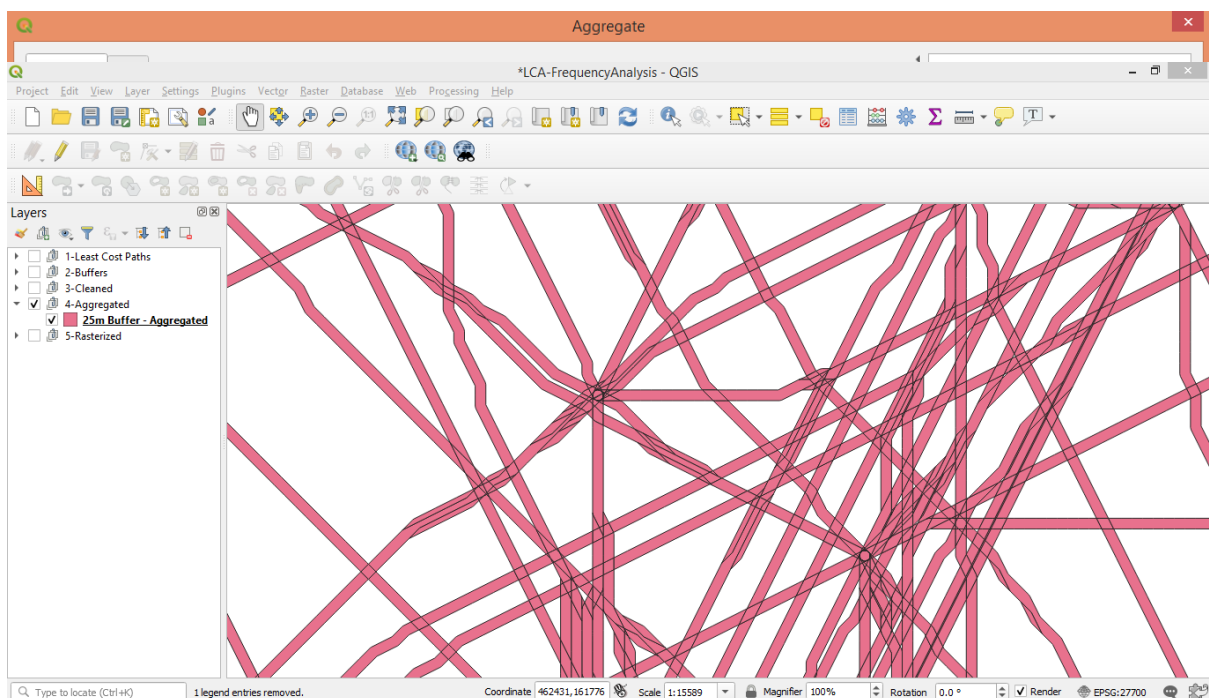 Aggregate
*LCA-FrequencyAnalysis - QGIS
Project Edit View Layer Settings Plugins Vector Raster Database Web Processing Help
Layers
1-Least Cost Paths
2-Buffers
3-Cleaned
4-Aggregated
25m Buffer - Aggregated
5-Rasterized
Type to locate (Ctrl+K) 1 legend entries removed. Coordinate 462431,161776 Scale 1:15589 Magnifier 100% Rotation 0.0 ° Render EPSG:27700